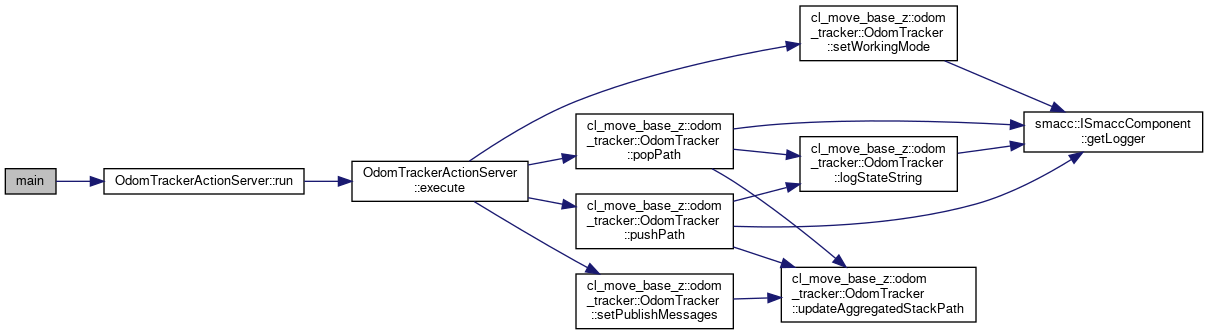 main
OdomTrackerActionServer::run
OdomTrackerActionServer
::execute
cl_move_base_z::odom
_tracker::OdomTracker
::setWorkingMode
cl_move_base_z::odom
_tracker::OdomTracker
::popPath
cl_move_base_z::odom
_tracker::OdomTracker
::pushPath
cl_move_base_z::odom
_tracker::OdomTracker
::setPublishMessages
cl_move_base_z::odom
_tracker::OdomTracker
::logStateString
cl_move_base_z::odom
_tracker::OdomTracker
::updateAggregatedStackPath
smacc::ISmaccComponent
::getLogger